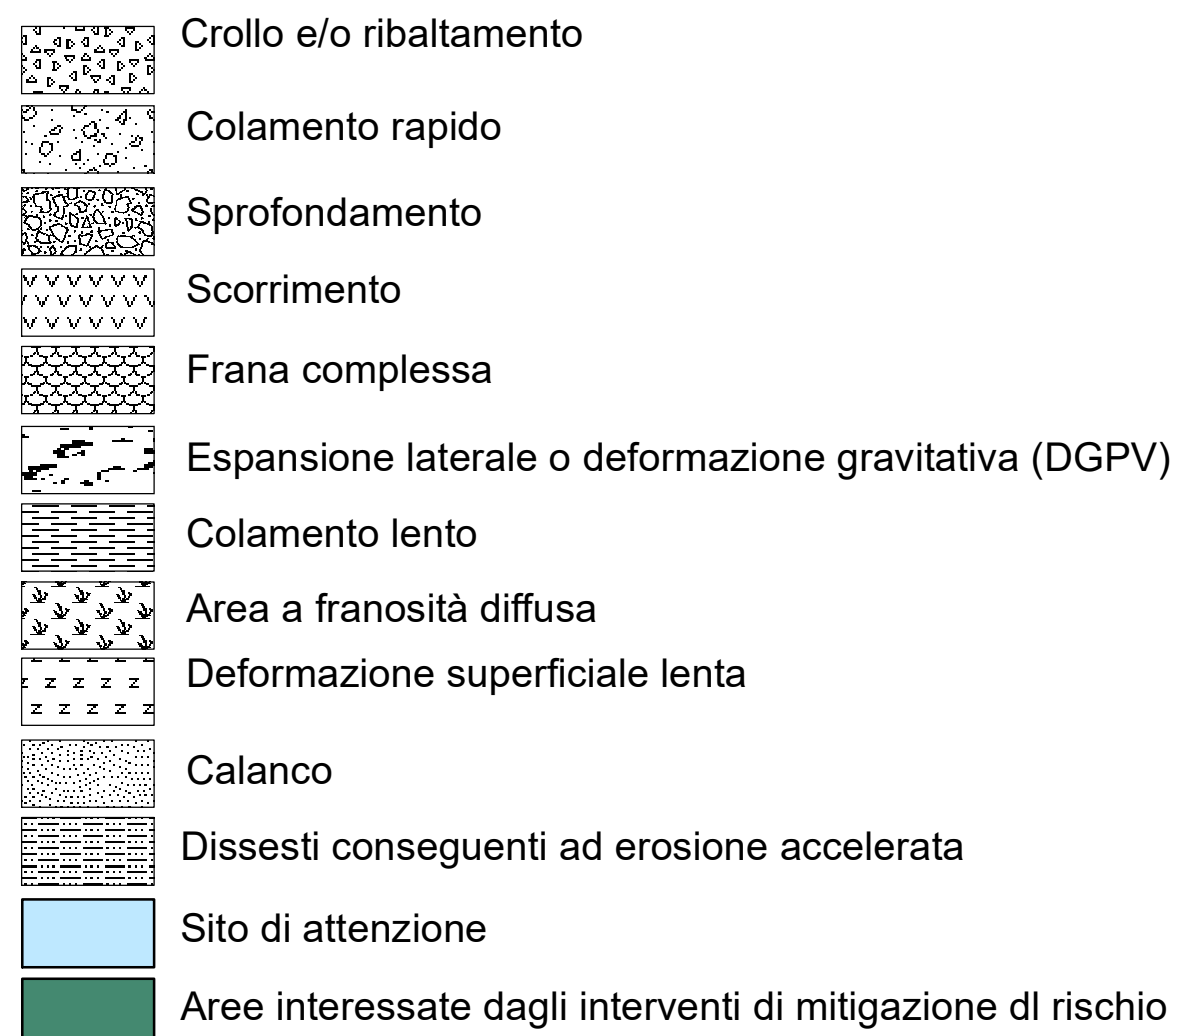 Crollo e/o ribaltamento
Colamento rapido
Sprofondamento
Scorrimento
Frana complessa
Espansione laterale o deformazione gravitativa (DGPV)
Colamento lento
Area a franosità diffusa
Deformazione superficiale lenta
Calanco
Dissesti conseguenti ad erosione accelerata
Sito di attenzione
Aree interessate dagli interventi di mitigazione dl rischio